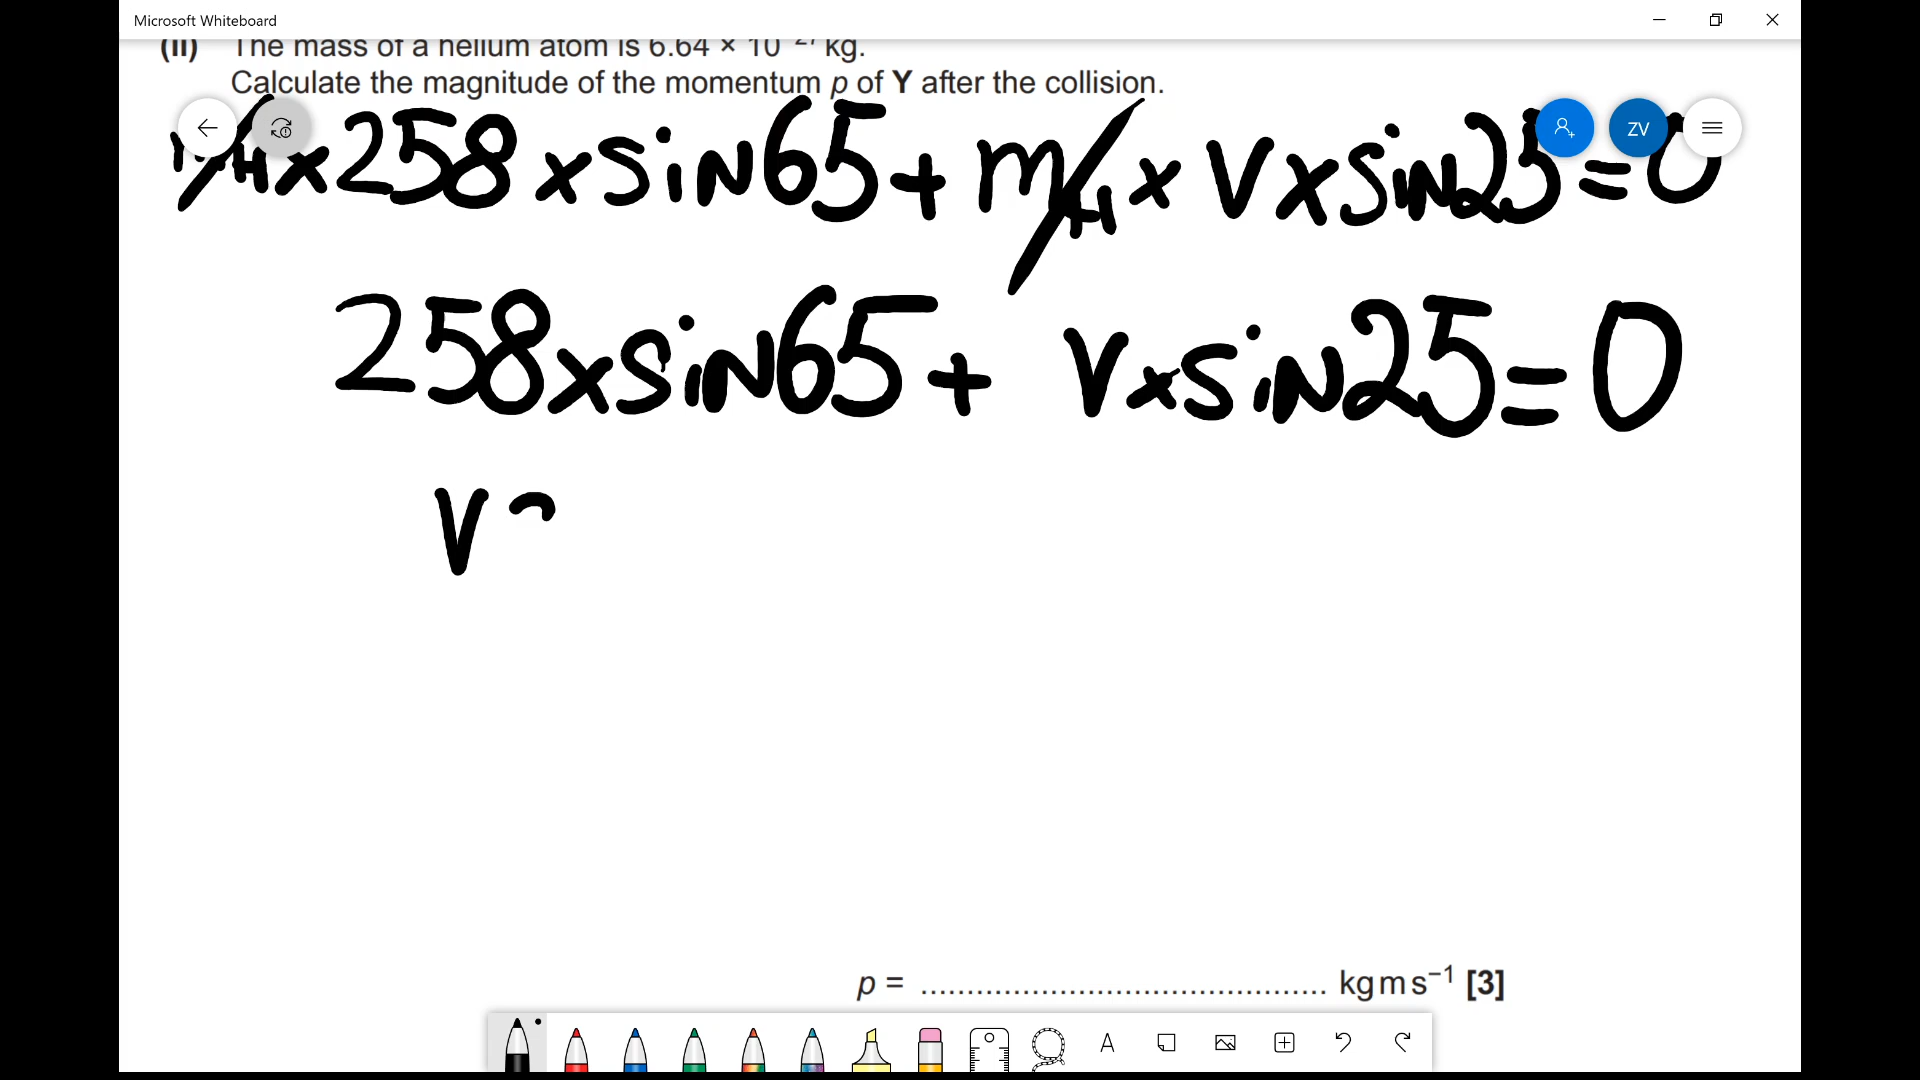 Microsoft Whiteboard
(ii) The mass of a helium atom is 6.64 × 10⁻²⁷ kg.
Calculate the magnitude of the momentum p of Y after the collision.
ZV
x 258 x sin65 + mH x V x sin25 = 0
258 x sin65 + V x sin25 = 0
V
p = .......................................... kg m s⁻¹ [3]
A